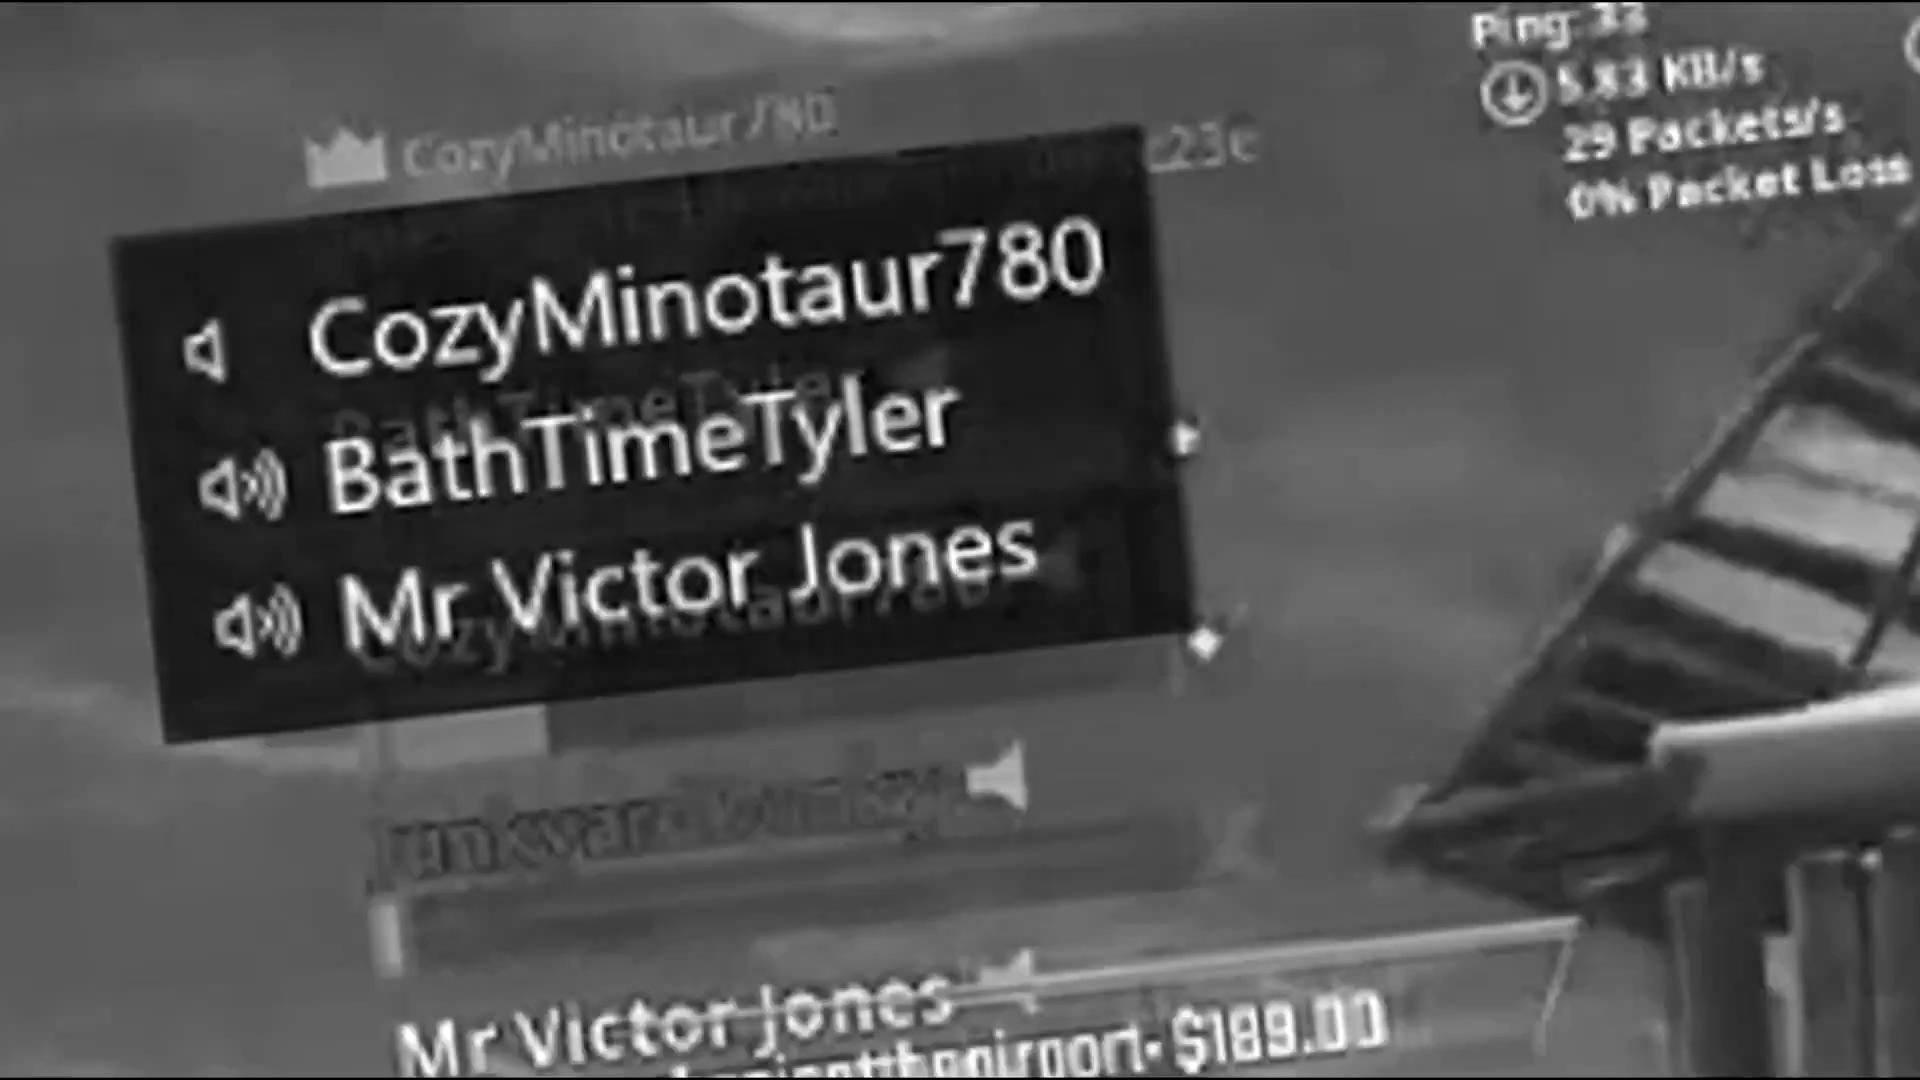 Ping: 33
5.83 KB/s
29 Packets/s
0% Packet Loss
CozyMinotaur780
CozyMinotaur780
BathTimeTyler
Mr Victor Jones
Mr Victor Jones
$189.00